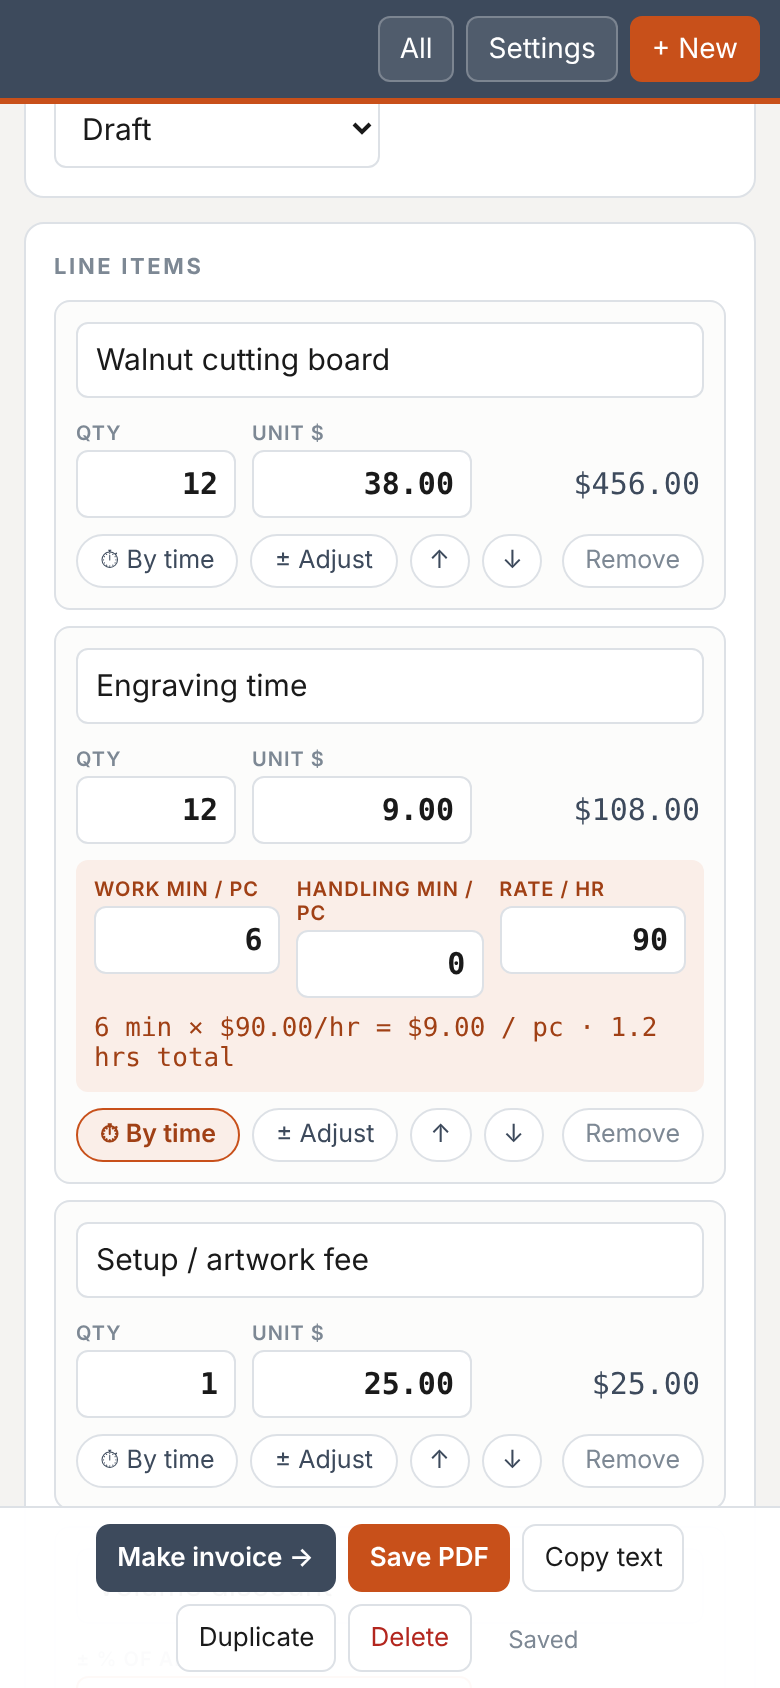 All Settings + New
Draft
LINE ITEMS
Walnut cutting board
QTY UNIT $
12 38.00 $456.00
⏱ By time ± Adjust ↑ ↓ Remove
Engraving time
QTY UNIT $
12 9.00 $108.00
WORK MIN / PC HANDLING MIN / PC RATE / HR
6 0 90
6 min × $90.00/hr = $9.00 / pc · 1.2
hrs total
⏱ By time ± Adjust ↑ ↓ Remove
Setup / artwork fee
QTY UNIT $
1 25.00 $25.00
⏱ By time ± Adjust ↑ ↓ Remove
Make invoice → Save PDF Copy text
Duplicate Delete Saved